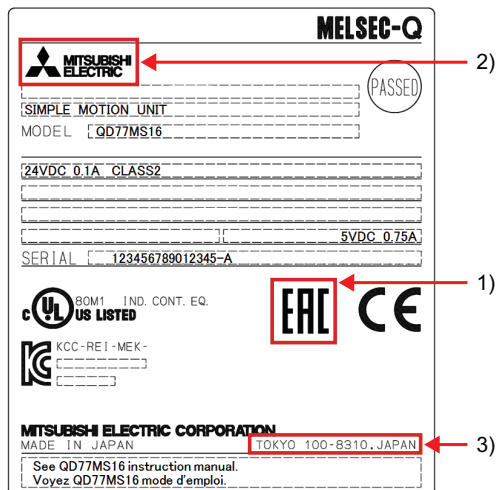 MELSEC-Q
MITSUBISHI
ELECTRIC
2)
PASSED
SIMPLE MOTION UNIT
MODEL QD77MS16
24VDC 0.1A CLASS2
5VDC 0.75A
SERIAL 123456789012345-A
1)
C UL US LISTED 80M1 IND. CONT. EQ.
EAC CE
KC KCC-REI-MEK-
MITSUBISHI ELECTRIC CORPORATION
MADE IN JAPAN TOKYO 100-8310,JAPAN
3)
See QD77MS16 instruction manual.
Voyez QD77MS16 mode d'emploi.